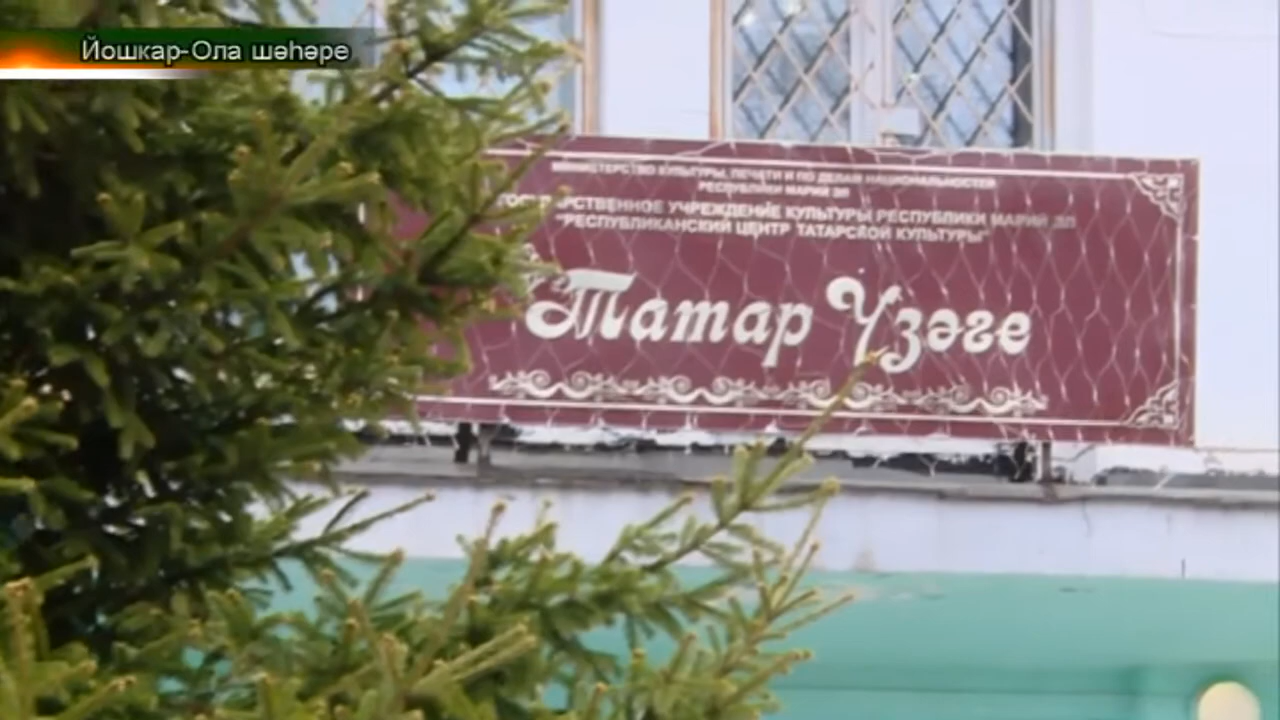 Йошкар-Ола шәһәре
МИНИСТЕРСТВО КУЛЬТУРЫ, ПЕЧАТИ И ПО ДЕЛАМ НАЦИОНАЛЬНОСТЕЙ
РЕСПУБЛИКИ МАРИЙ ЭЛ
ГОСУДАРСТВЕННОЕ УЧРЕЖДЕНИЕ КУЛЬТУРЫ РЕСПУБЛИКИ МАРИЙ ЭЛ
"РЕСПУБЛИКАНСКИЙ ЦЕНТР ТАТАРСКОЙ КУЛЬТУРЫ"
Татар Үзәге